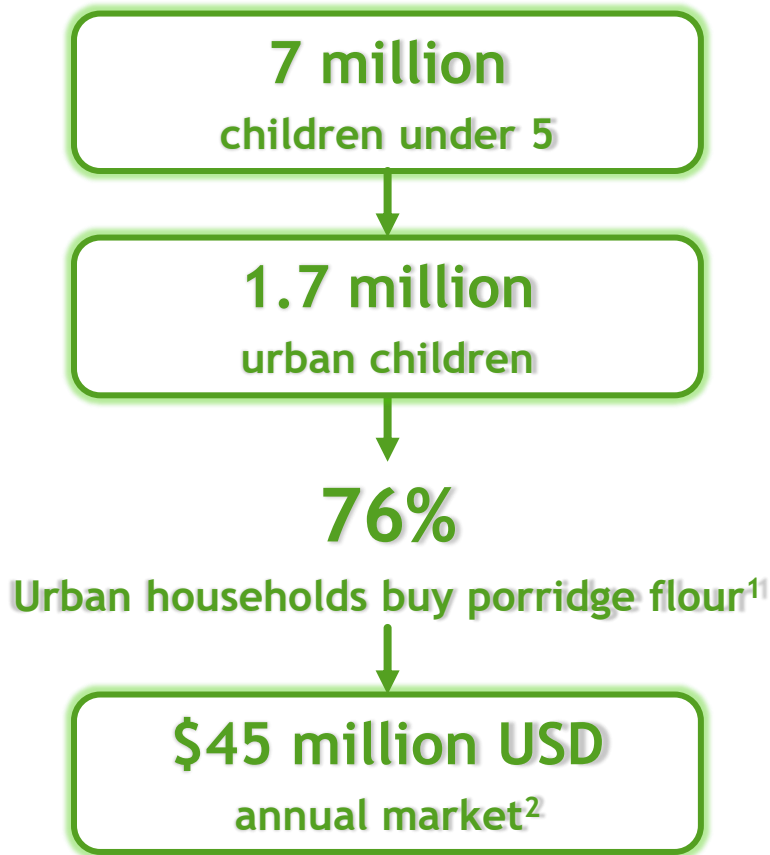 7 million
children under 5
1.7 million
urban children
76%
Urban households buy porridge flour¹
$45 million USD
annual market²